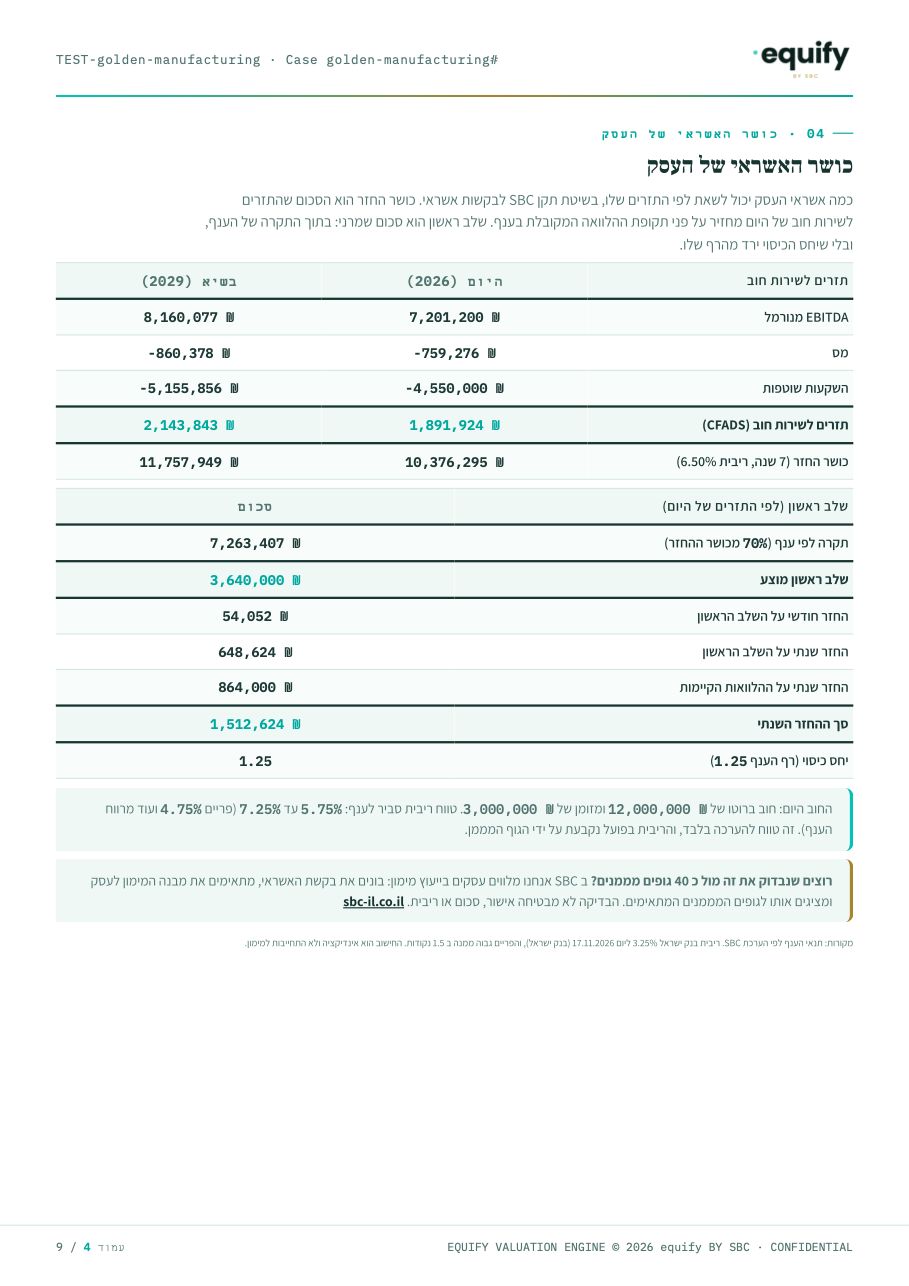 TEST-golden-manufacturing · Case golden-manufacturing#
equify
BY SBC
04 · כושר האשראי של העסק
כושר האשראי של העסק
כמה אשראי העסק יכול לשאת לפי התזרים שלו, בשיטת תקן SBC לבקשות אשראי. כושר החזר הוא הסכום שהתזרים
לשירות חוב של היום מחזיר על פני תקופת ההלוואה המקובלת בענף. שלב ראשון הוא סכום שמרני: בתוך התקרה של הענף,
ובלי שיחס הכיסוי ירד מהרף שלו.
תזרים לשירות חוב היום (2026) בשיא (2029)
EBITDA מנורמל ₪ 7,201,200 ₪ 8,160,077
מס ₪ 759,276- ₪ 860,378-
השקעות שוטפות ₪ 4,550,000- ₪ 5,155,856-
תזרים לשירות חוב (CFADS) ₪ 1,891,924 ₪ 2,143,843
כושר החזר (7 שנה, ריבית 6.50%) ₪ 10,376,295 ₪ 11,757,949
שלב ראשון (לפי התזרים של היום) סכום
תקרה לפי ענף (70% מכושר ההחזר) ₪ 7,263,407
שלב ראשון מוצע ₪ 3,640,000
החזר חודשי על השלב הראשון ₪ 54,052
החזר שנתי על השלב הראשון ₪ 648,624
החזר שנתי על ההלוואות הקיימות ₪ 864,000
סך ההחזר השנתי ₪ 1,512,624
יחס כיסוי (רף הענף 1.25) 1.25
החוב היום: חוב ברוטו של ₪ 12,000,000 ומזומן של ₪ 3,000,000. טווח ריבית סביר לענף: 5.75% עד 7.25% (פריים 4.75% ועוד מרווח
הענף). זה טווח להערכה בלבד, והריבית בפועל נקבעת על ידי הגוף המממן.
רוצים שנבדוק את זה מול כ 40 גופים מממנים? ב SBC אנחנו מלווים עסקים בייעוץ מימון: בונים את בקשת האשראי, מתאימים את מבנה המימון לעסק
ומציגים אותו לגופים המממנים המתאימים. הבדיקה לא מבטיחה אישור, סכום או ריבית. sbc-il.co.il
מקורות: תנאי הענף לפי הערכת SBC. ריבית בנק ישראל 3.25% ליום 17.11.2026 (בנק ישראל), והפריים גבוה ממנה ב 1.5 נקודות. החישוב הוא אינדיקציה ולא התחייבות למימון.
עמוד 4 / 9
EQUIFY VALUATION ENGINE © 2026 equify BY SBC · CONFIDENTIAL